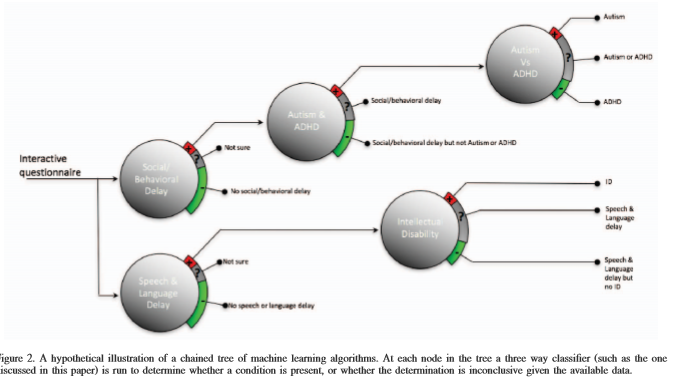 Autism
Autism
Vs
ADHD
Autism or ADHD
ADHD
Autism &
ADHD
Social/behavioral delay
Social/behavioral delay but not Autism or ADHD
Interactive
questionnaire
Social/
Behavioral
Delay
Not sure
No social/behavioral delay
Intellectual
Disability
ID
Speech &
Language
delay
Speech &
Language
delay but
no ID
Speech &
Language
Delay
Not sure
No speech or language delay
igure 2. A hypothetical illustration of a chained tree of machine learning algorithms. At each node in the tree a three way classifier (such as the one
iscussed in this paper) is run to determine whether a condition is present, or whether the determination is inconclusive given the available data.